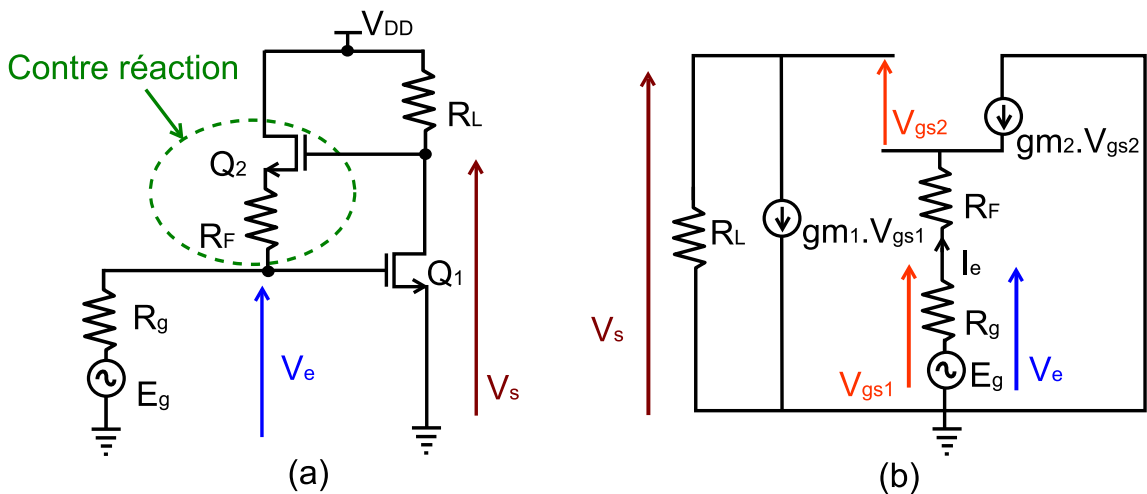 VDD
Contre réaction
RL
Q2
RF
Q1
Rg
Eg
Ve
Vs
(a)
Vgs2
gm2.Vgs2
RF
RL
gm1.Vgs1
Ie
Rg
Vs
Vgs1
Eg
Ve
(b)